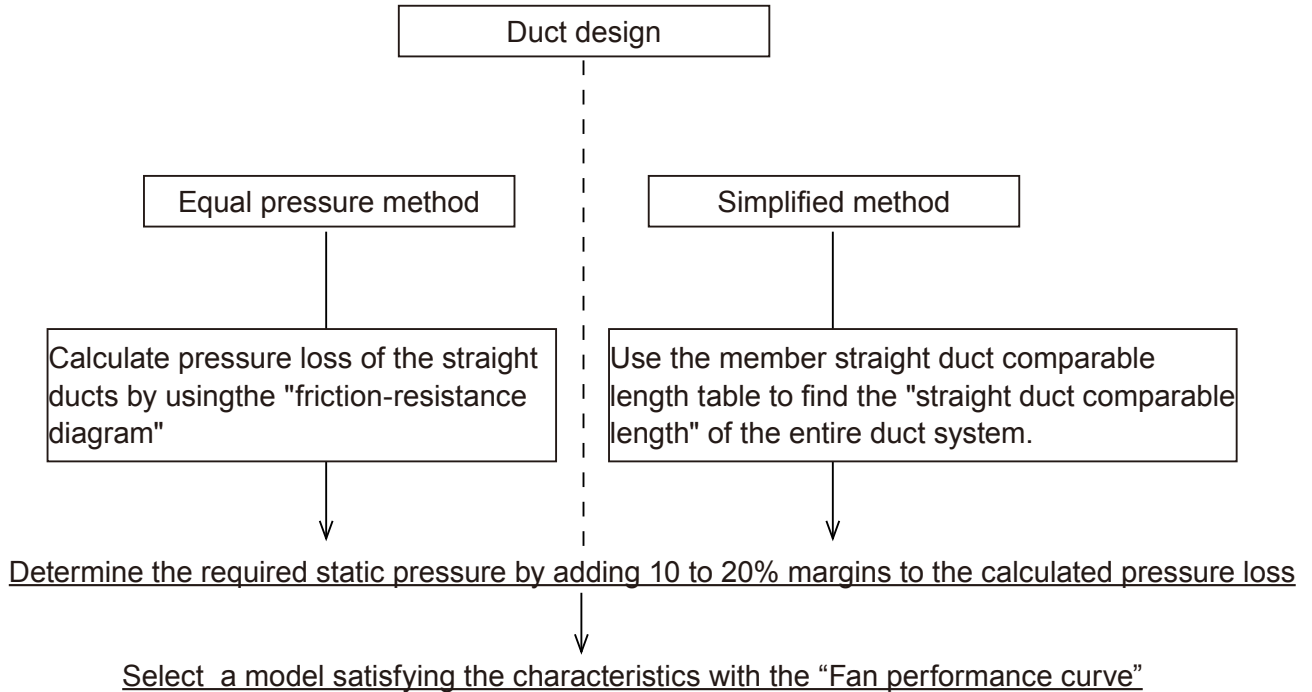 Duct design
Equal pressure method
Simplified method
Calculate pressure loss of the straight
ducts by usingthe "friction-resistance
diagram"
Use the member straight duct comparable
length table to find the "straight duct comparable
length" of the entire duct system.
Determine the required static pressure by adding 10 to 20% margins to the calculated pressure loss
Select  a model satisfying the characteristics with the “Fan performance curve”